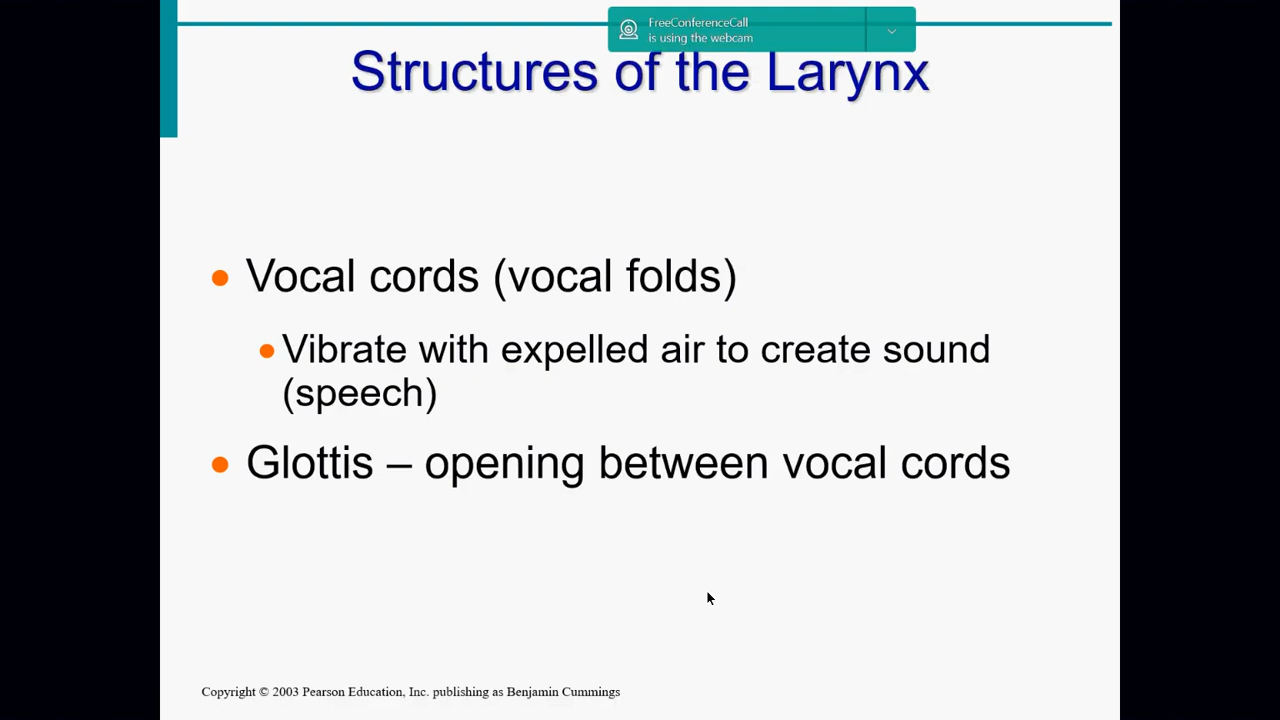 FreeConferenceCall
is using the webcam
Structures of the Larynx
Vocal cords (vocal folds)
Vibrate with expelled air to create sound
(speech)
Glottis – opening between vocal cords
Copyright © 2003 Pearson Education, Inc. publishing as Benjamin Cummings